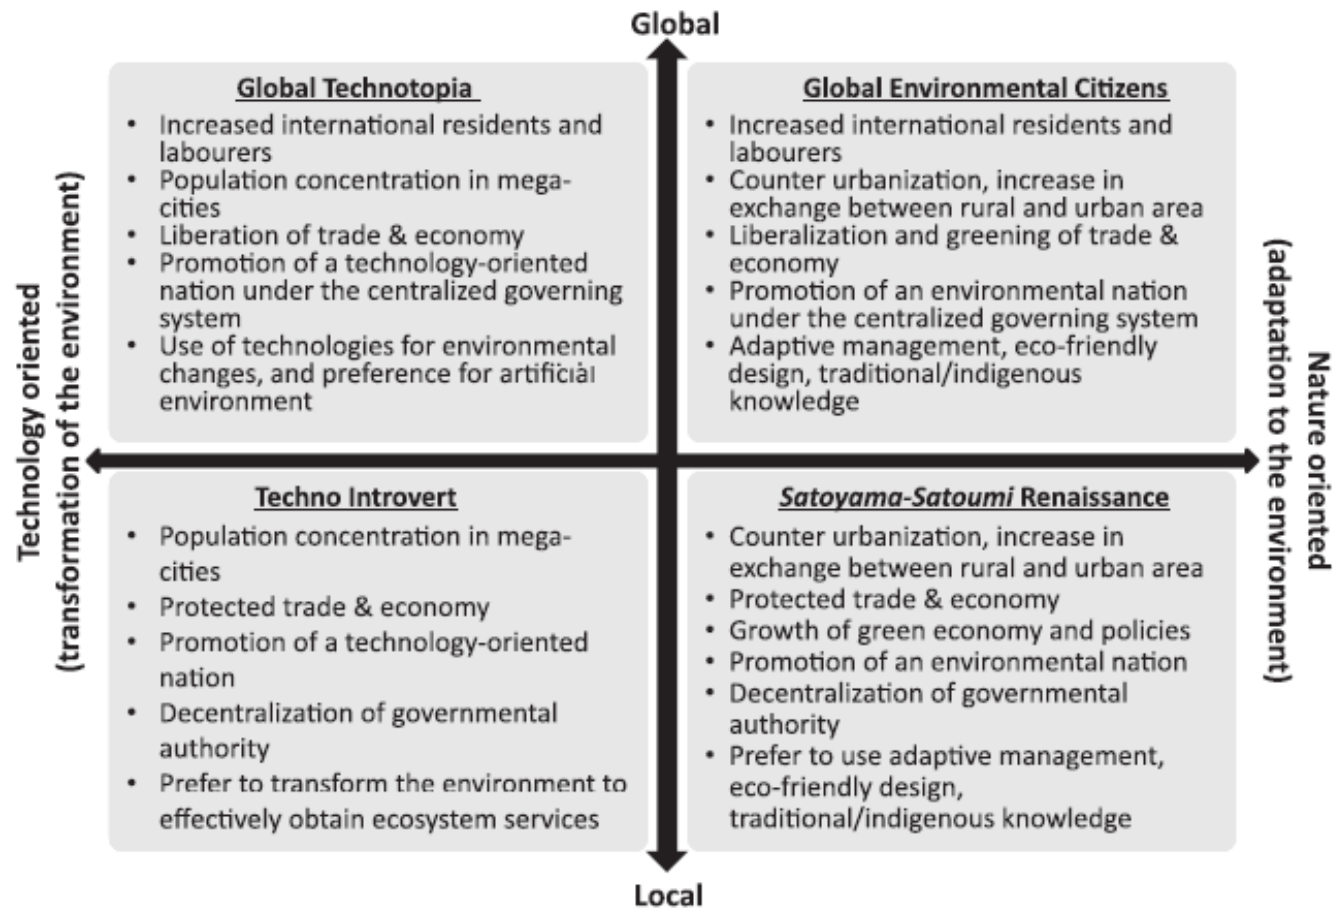 Global
Global Technotopia
• Increased international residents and
labourers
• Population concentration in mega-
cities
• Liberation of trade & economy
• Promotion of a technology-oriented
nation under the centralized governing
system
• Use of technologies for environmental
changes, and preference for artificial
environment
Global Environmental Citizens
• Increased international residents and
labourers
• Counter urbanization, increase in
exchange between rural and urban area
• Liberalization and greening of trade &
economy
• Promotion of an environmental nation
under the centralized governing system
• Adaptive management, eco-friendly
design, traditional/indigenous
knowledge
Technology oriented
(transformation of the environment)
Nature oriented
(adaptation to the environment)
Techno Introvert
• Population concentration in mega-
cities
• Protected trade & economy
• Promotion of a technology-oriented
nation
• Decentralization of governmental
authority
• Prefer to transform the environment to
effectively obtain ecosystem services
Satoyama-Satoumi Renaissance
• Counter urbanization, increase in
exchange between rural and urban area
• Protected trade & economy
• Growth of green economy and policies
• Promotion of an environmental nation
• Decentralization of governmental
authority
• Prefer to use adaptive management,
eco-friendly design,
traditional/indigenous knowledge
Local